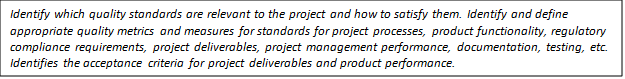 Identify which quality standards are relevant to the project and how to satisfy them. Identify and define
appropriate quality metrics and measures for standards for project processes, product functionality, regulatory
compliance requirements, project deliverables, project management performance, documentation, testing, etc.
Identifies the acceptance criteria for project deliverables and product performance.